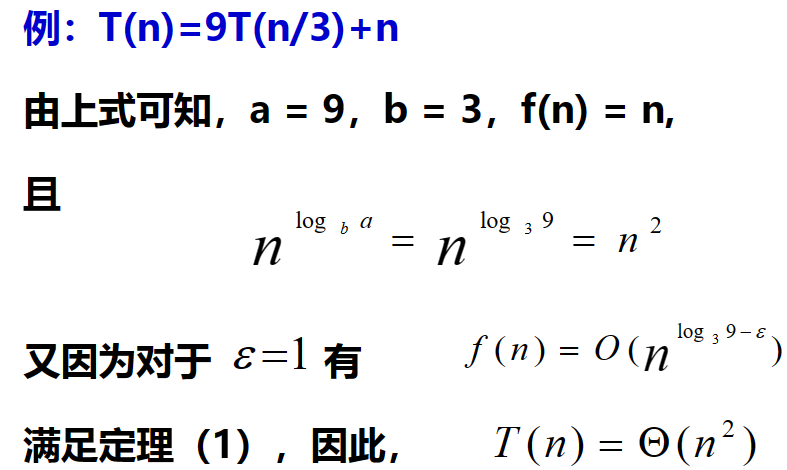 例：T(n)=9T(n/3)+n
由上式可知，a = 9，b = 3，f(n) = n,
且
n^{log_b a} = n^{log_3 9} = n^2
又因为对于 ε=1 有 f(n) = O(n^{log_3 9-ε})
满足定理（1），因此， T(n) = Θ(n^2)